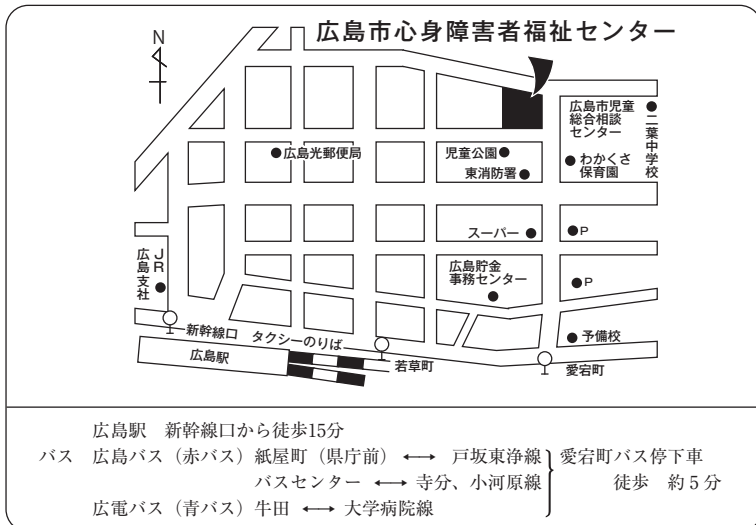 広島市心身障害者福祉センター
N
広島市児童
総合相談
センター
二葉中学校
広島光郵便局
児童公園
わかくさ
保育園
東消防署
スーパー
P
広島貯金
事務センター
P
JR
広島支社
新幹線口
タクシーのりば
予備校
広島駅
若草町
愛宕町
広島駅 新幹線口から徒歩15分
バス 広島バス（赤バス）紙屋町（県庁前）⟷ 戸坂東浄線 愛宕町バス停下車
バスセンター ⟷ 寺分、小河原線 徒歩 約５分
広電バス（青バス）牛田 ⟷ 大学病院線